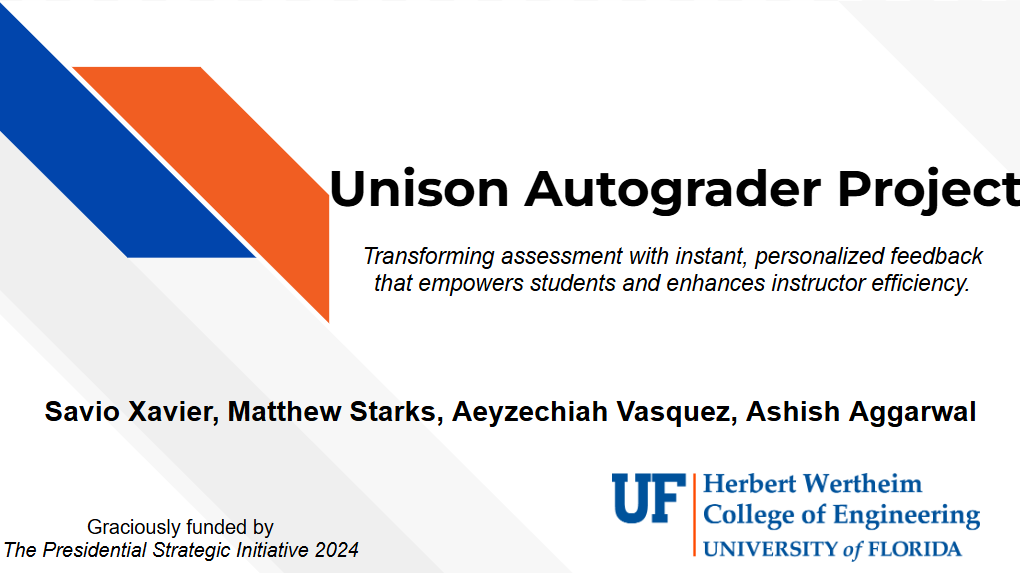 Unison Autograder Project
Transforming assessment with instant, personalized feedback
that empowers students and enhances instructor efficiency.
Savio Xavier, Matthew Starks, Aeyzechiah Vasquez, Ashish Aggarwal
Graciously funded by
The Presidential Strategic Initiative 2024
UF
Herbert Wertheim
College of Engineering
UNIVERSITY of FLORIDA